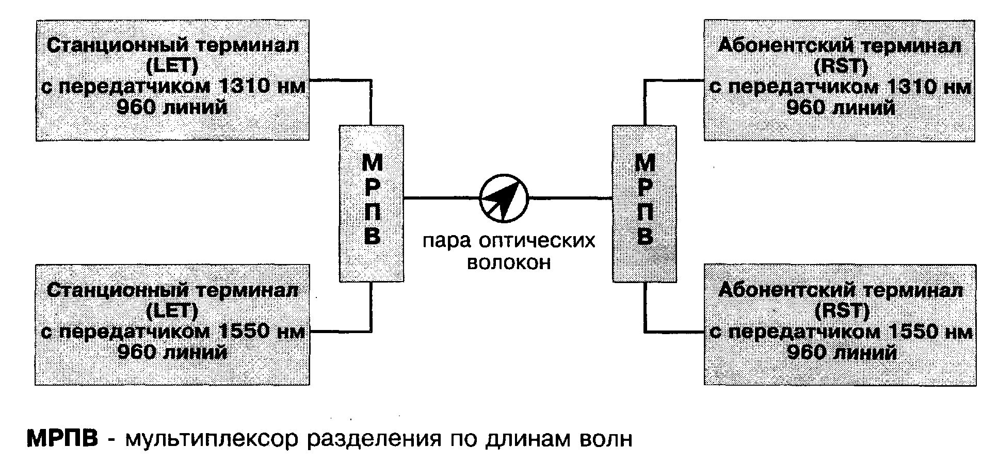 Станционный терминал
(LET)
с передатчиком 1310 нм
960 линий
Абонентский терминал
(RST)
с передатчиком 1310 нм
960 линий
М
Р
П
В
М
Р
П
В
пара оптических
волокон
Станционный терминал
(LET)
с передатчиком 1550 нм
960 линий
Абонентский терминал
(RST)
с передатчиком 1550 нм
960 линий
МРПВ - мультиплексор разделения по длинам волн